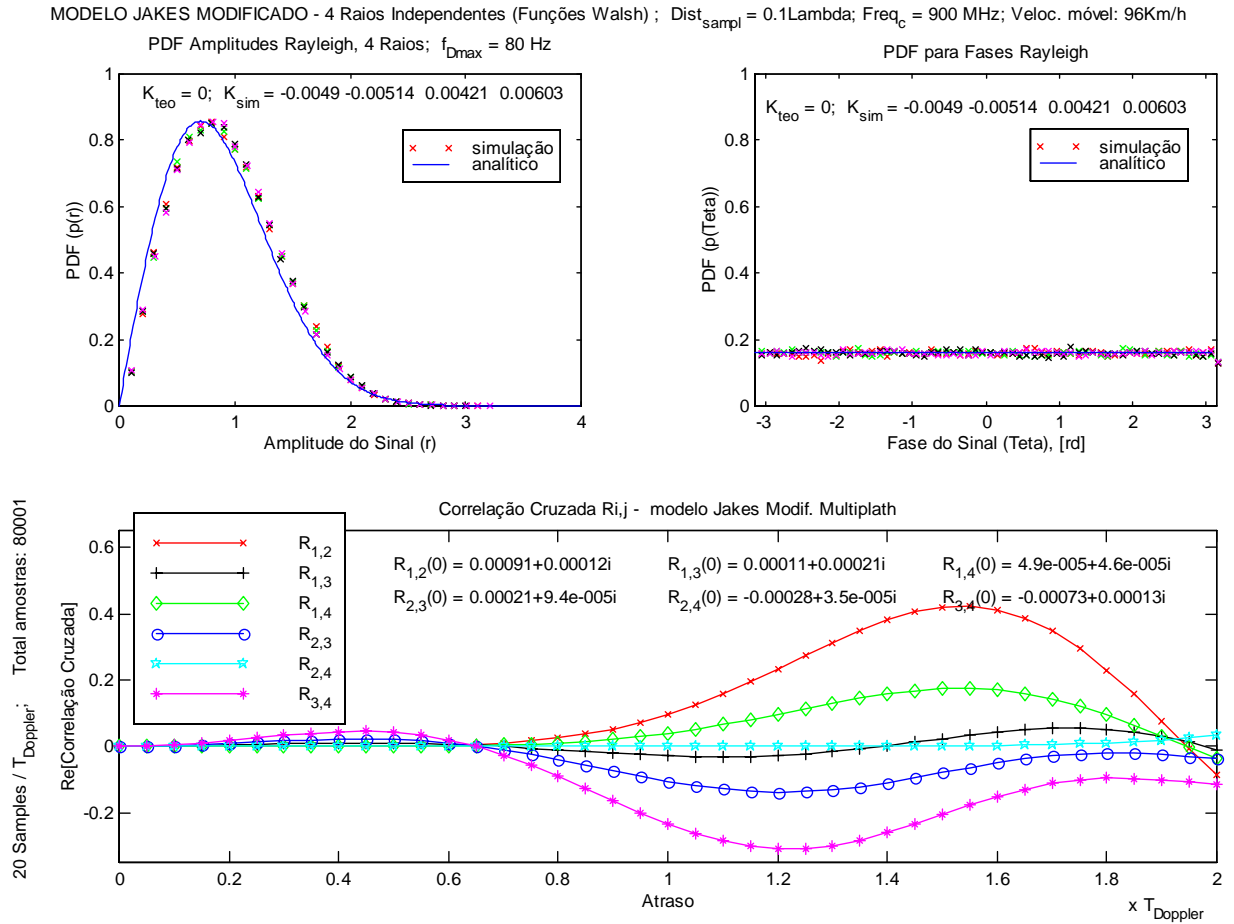 MODELO JAKES MODIFICADO - 4 Raios Independentes (Funções Walsh) ; Dist_sampl = 0.1Lambda; Freq_c = 900 MHz; Veloc. móvel: 96Km/h
PDF Amplitudes Rayleigh, 4 Raios; f_Dmax = 80 Hz
K_teo = 0; K_sim = -0.0049 -0.00514 0.00421 0.00603
simulação
analítico
PDF (p(r))
1
0.8
0.6
0.4
0.2
0
0 1 2 3 4
Amplitude do Sinal (r)
PDF para Fases Rayleigh
K_teo = 0; K_sim = -0.0049 -0.00514 0.00421 0.00603
simulação
analítico
PDF (p(Teta))
1
0.8
0.6
0.4
0.2
0
-3 -2 -1 0 1 2 3
Fase do Sinal (Teta), [rd]
20 Samples / T_Doppler; Total amostras: 80001
Correlação Cruzada Ri,j - modelo Jakes Modif. Multiplath
R_1,2
R_1,3
R_1,4
R_2,3
R_2,4
R_3,4
R_1,2(0) = 0.00091+0.00012i R_1,3(0) = 0.00011+0.00021i R_1,4(0) = 4.9e-005+4.6e-005i
R_2,3(0) = 0.00021+9.4e-005i R_2,4(0) = -0.00028+3.5e-005i R_3,4(0) = -0.00073+0.00013i
Re[Correlação Cruzada]
0.6
0.4
0.2
0
-0.2
0 0.2 0.4 0.6 0.8 1 1.2 1.4 1.6 1.8 2
Atraso
x T_Doppler